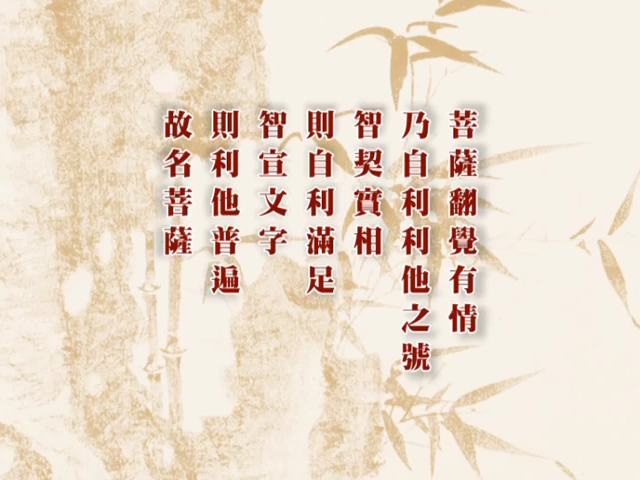 菩薩翻覺有情
乃自利利他之號
智契實相
則自利滿足
智宣文字
則利他普遍
故名菩薩